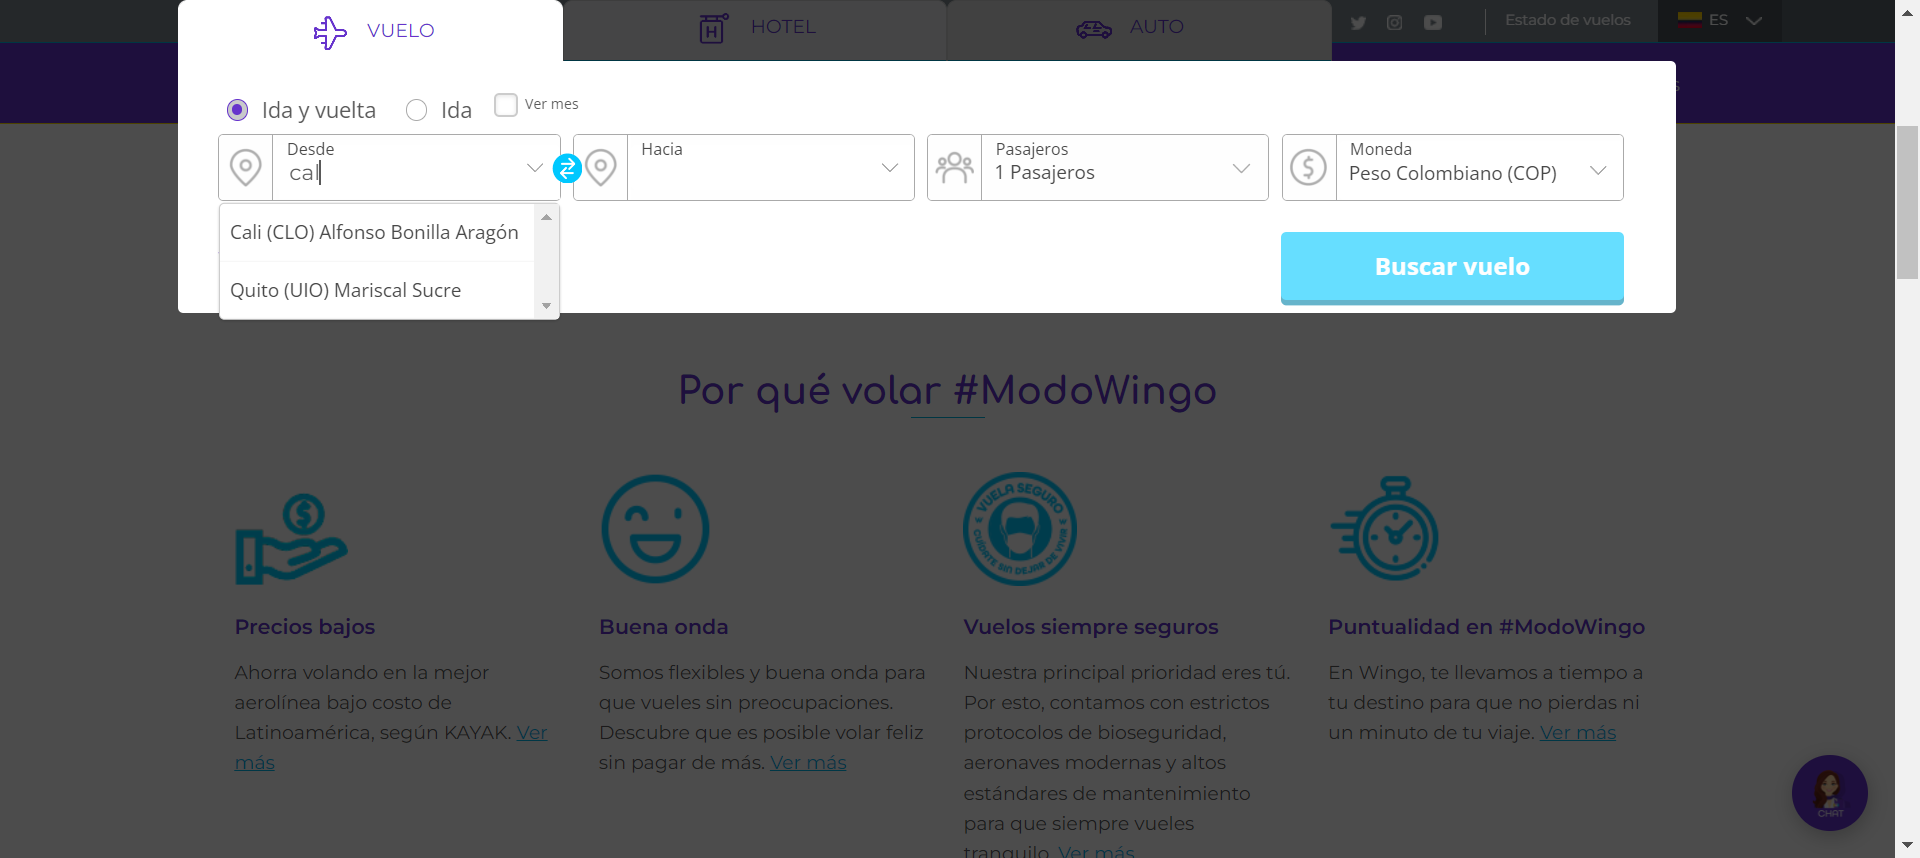 VUELO
HOTEL
AUTO
Estado de vuelos
ES
Ida y vuelta
Ida
Ver mes
Desde
cal
Hacia
Pasajeros
1 Pasajeros
Moneda
Peso Colombiano (COP)
Cali (CLO) Alfonso Bonilla Aragón
Quito (UIO) Mariscal Sucre
Buscar vuelo
Por qué volar #ModoWingo
VUELA SEGURO
CUÍDATE SIN DEJAR DE VIVIR
Precios bajos
Ahorra volando en la mejor
aerolínea bajo costo de
Latinoamérica, según KAYAK. Ver
más
Buena onda
Somos flexibles y buena onda para
que vueles sin preocupaciones.
Descubre que es posible volar feliz
sin pagar de más. Ver más
Vuelos siempre seguros
Nuestra principal prioridad eres tú.
Por esto, contamos con estrictos
protocolos de bioseguridad,
aeronaves modernas y altos
estándares de mantenimiento
para que siempre vueles
tranquilo. Ver más
Puntualidad en #ModoWingo
En Wingo, te llevamos a tiempo a
tu destino para que no pierdas ni
un minuto de tu viaje. Ver más
CHAT